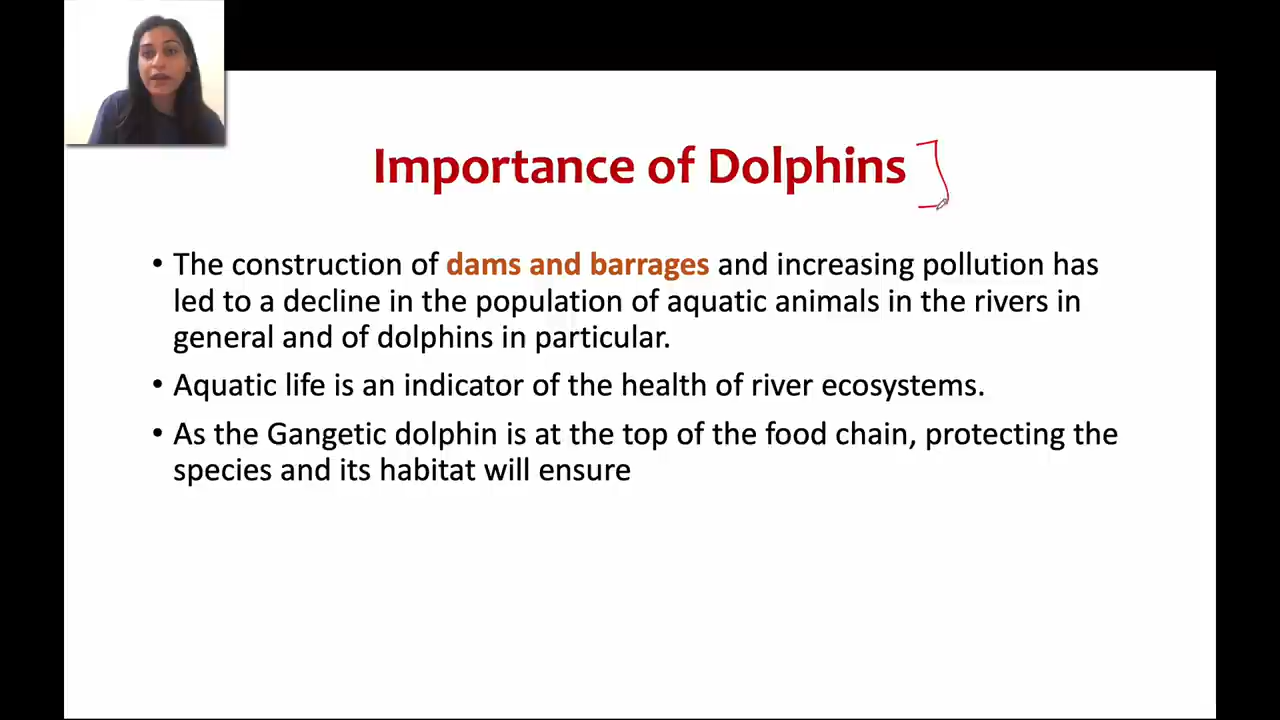 Importance of Dolphins
• The construction of dams and barrages and increasing pollution has
led to a decline in the population of aquatic animals in the rivers in
general and of dolphins in particular.
• Aquatic life is an indicator of the health of river ecosystems.
• As the Gangetic dolphin is at the top of the food chain, protecting the
species and its habitat will ensure